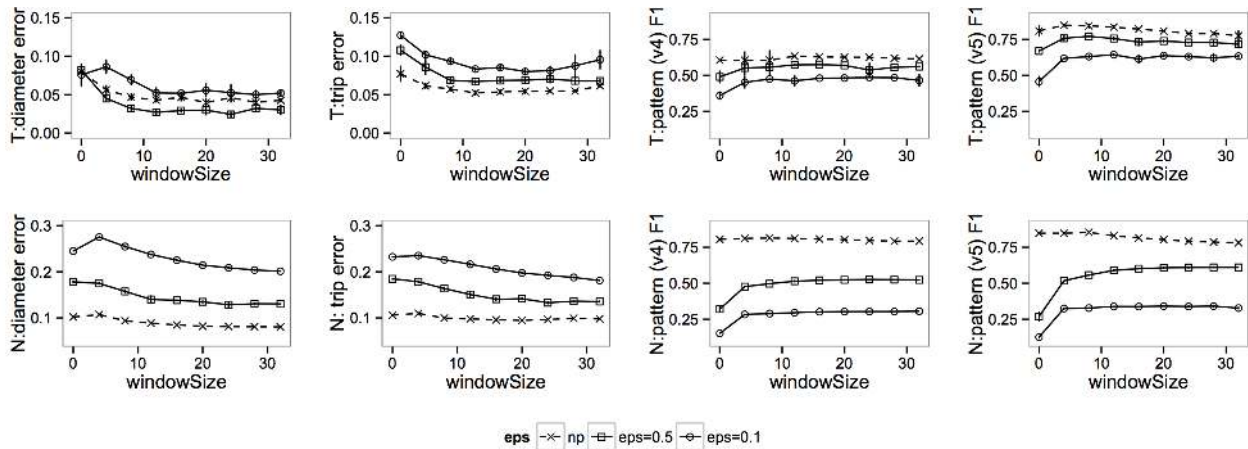 T:diameter error
0.15
0.10
0.05
0.00
0 10 20 30
windowSize
T:trip error
0.15
0.10
0.05
0.00
0 10 20 30
windowSize
T:pattern (v4) F1
0.75
0.50
0.25
0 10 20 30
windowSize
T:pattern (v5) F1
0.75
0.50
0.25
0 10 20 30
windowSize
N:diameter error
0.3
0.2
0.1
0 10 20 30
windowSize
N: trip error
0.3
0.2
0.1
0 10 20 30
windowSize
N:pattern (v4) F1
0.75
0.50
0.25
0 10 20 30
windowSize
N:pattern (v5) F1
0.75
0.50
0.25
0 10 20 30
windowSize
eps np eps=0.5 eps=0.1